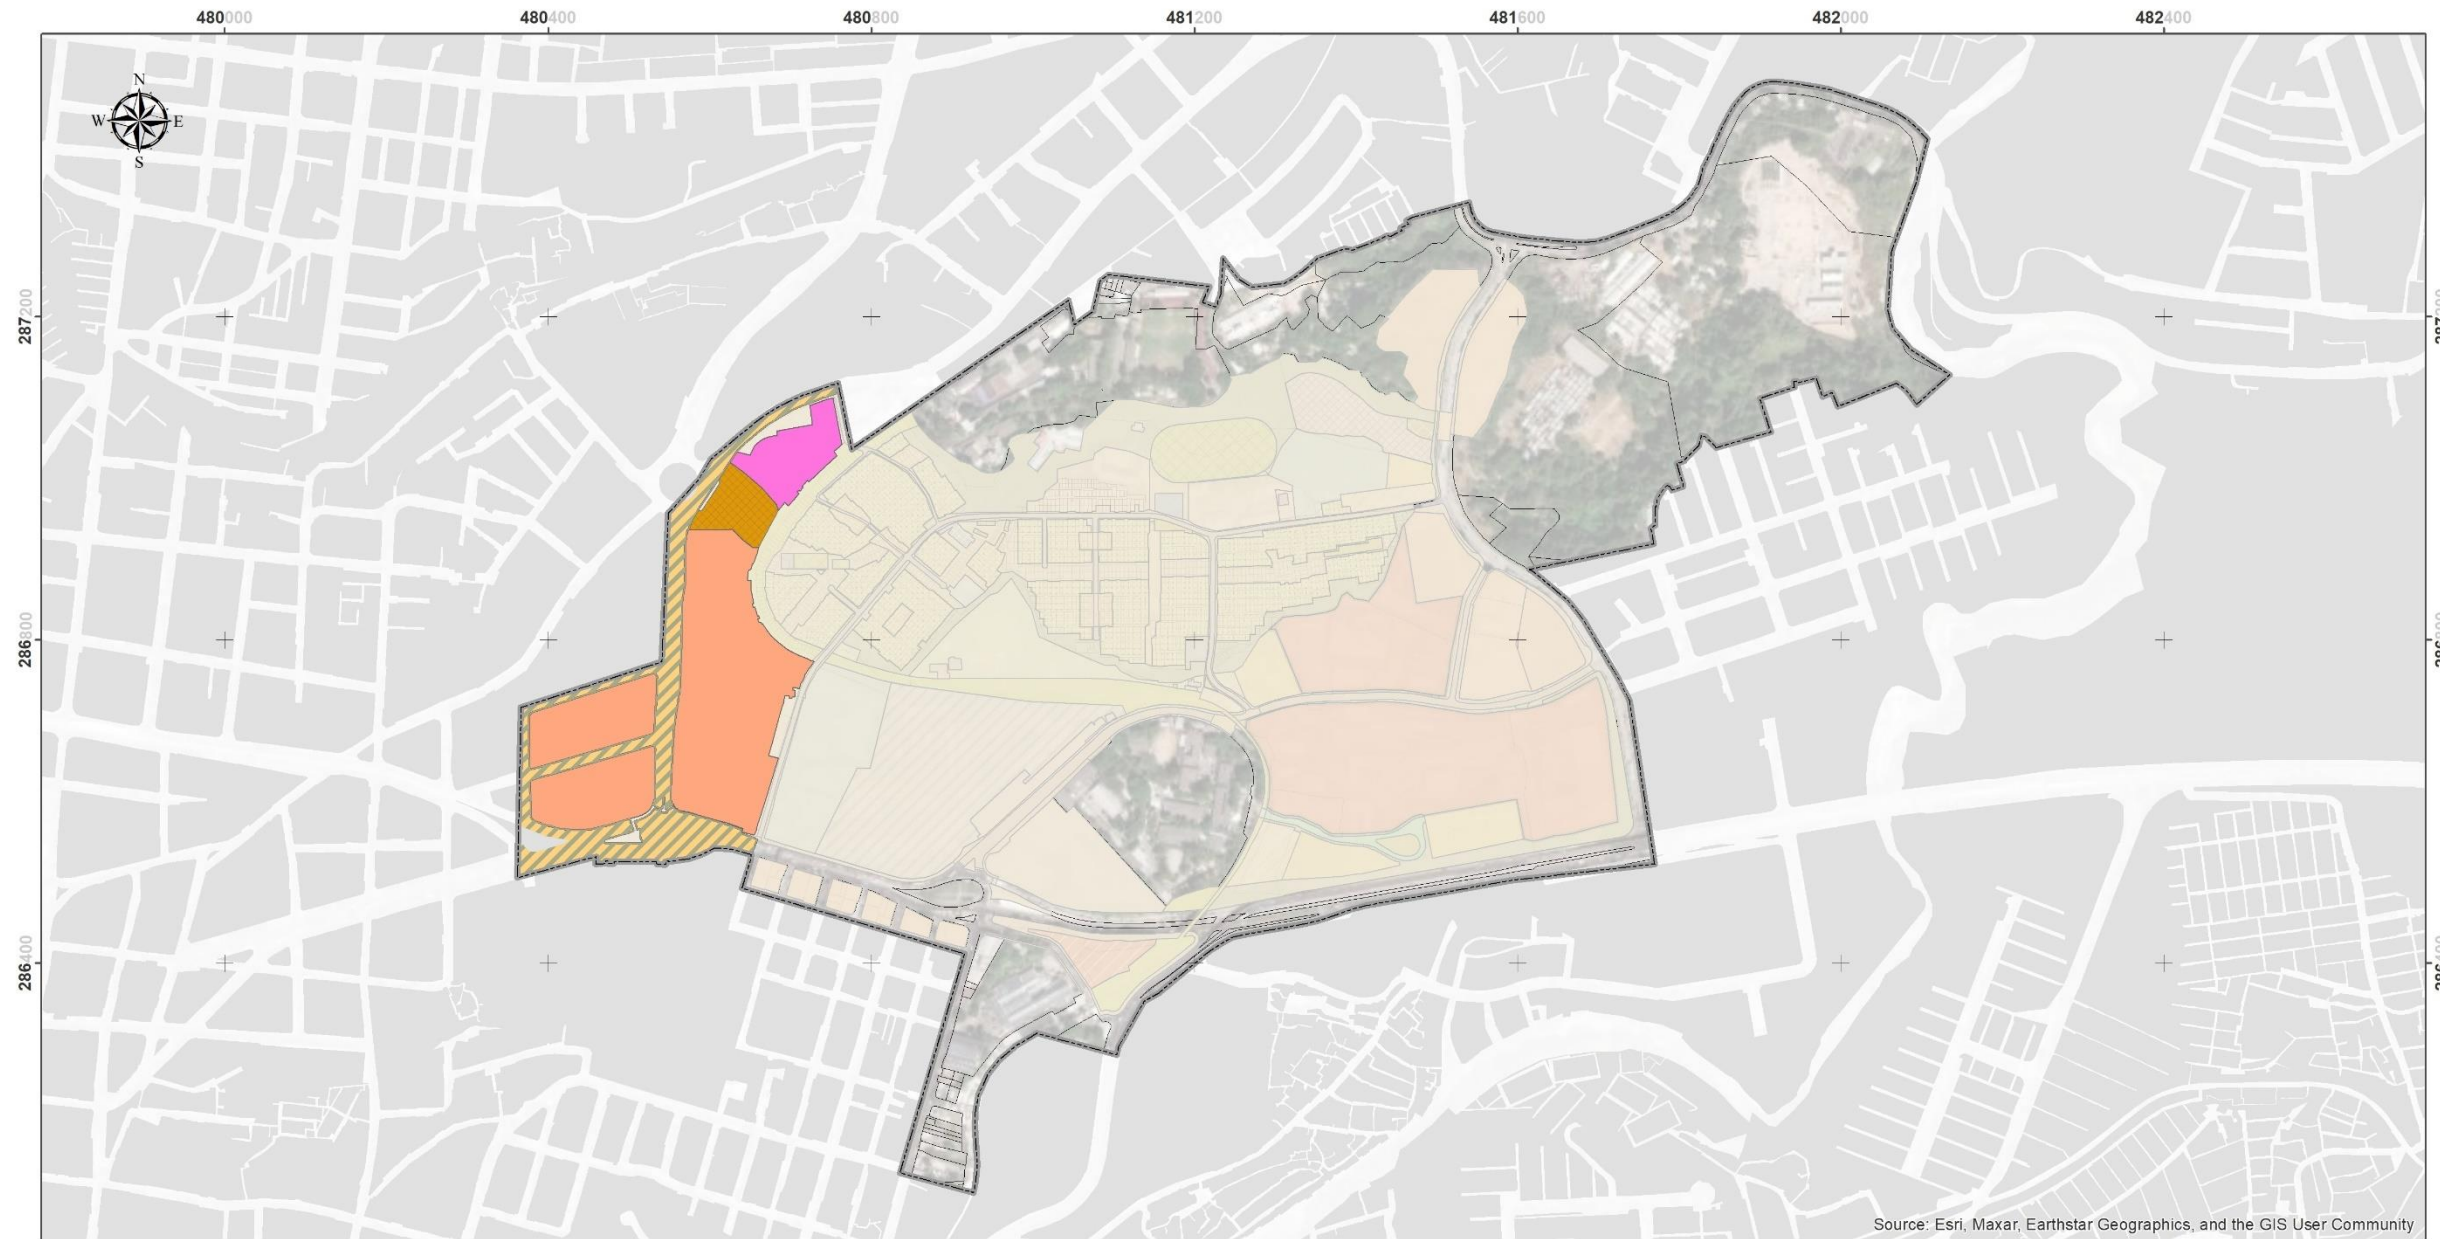 480000 480400 480800 481200 481600 482000 482400
N
W E
S
287200
286800
286400
Source: Esri, Maxar, Earthstar Geographics, and the GIS User Community